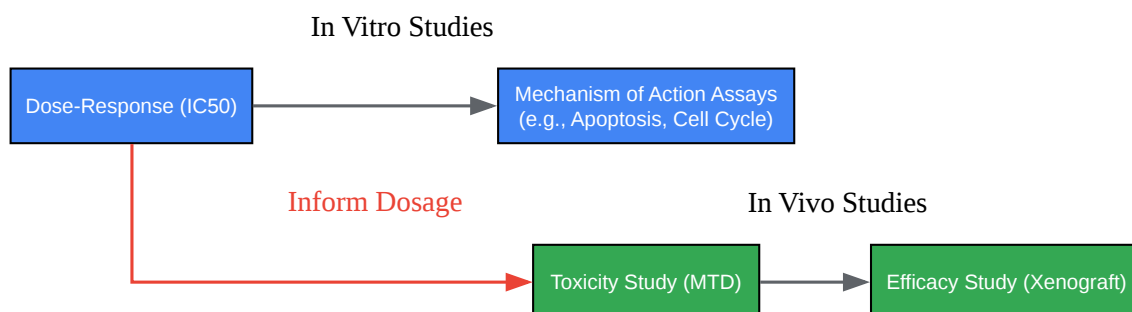 In Vitro Studies
Dose-Response (IC50)
Mechanism of Action Assays
(e.g., Apoptosis, Cell Cycle)
Inform Dosage
In Vivo Studies
Toxicity Study (MTD)
Efficacy Study (Xenograft)